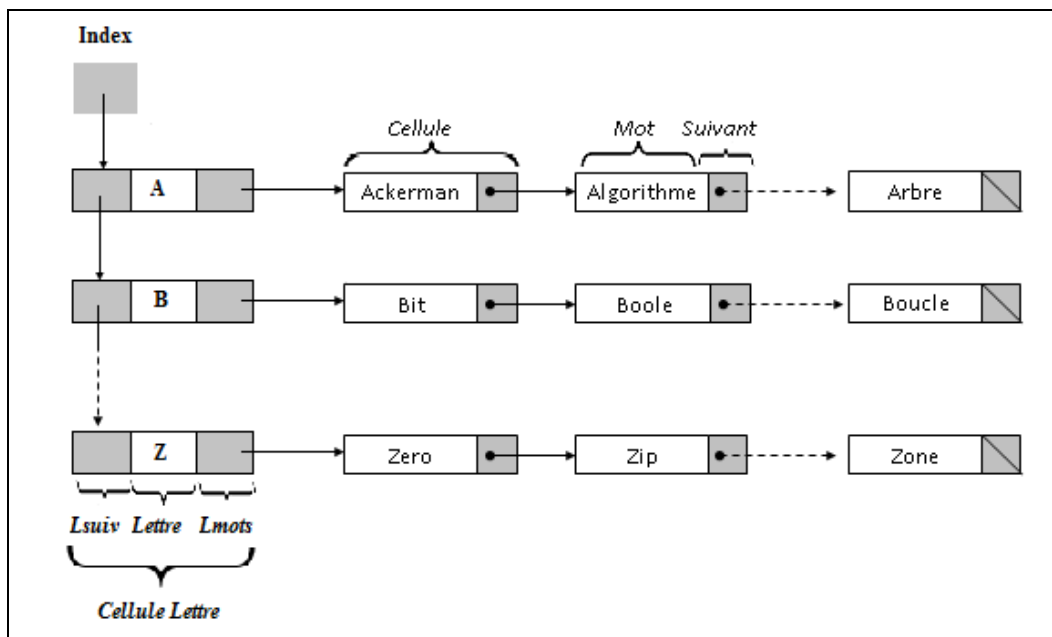 Index
Cellule Mot Suivant
A Ackerman Algorithme Arbre
B Bit Boole Boucle
Z Zero Zip Zone
Lsuiv Lettre Lmots
Cellule Lettre